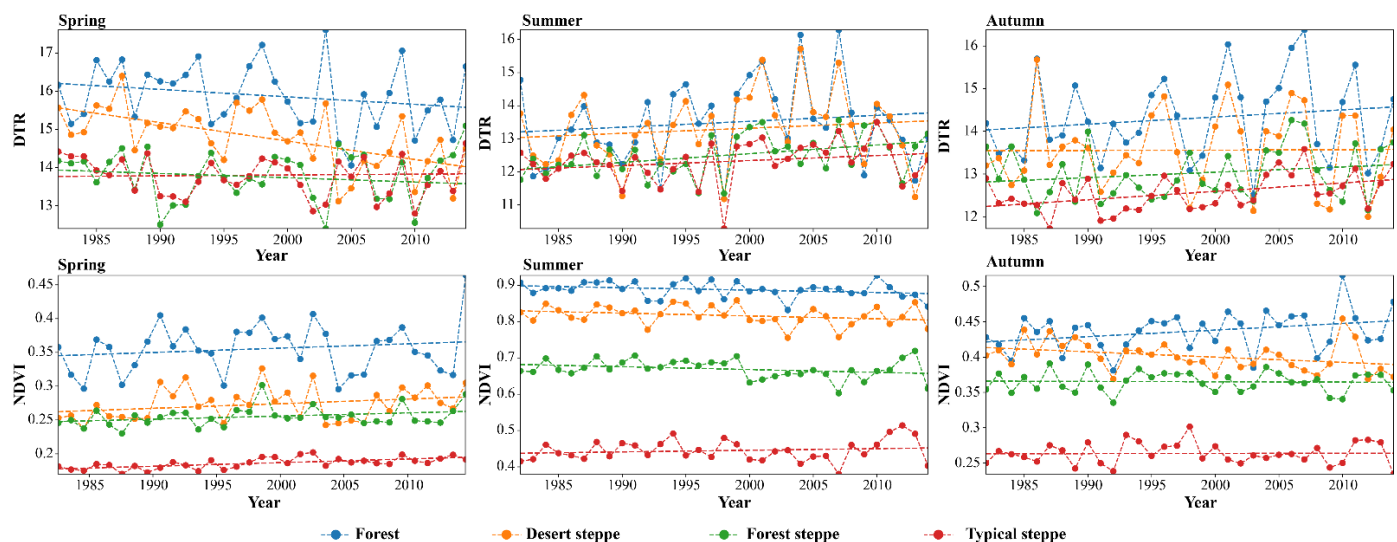 Spring
Summer
Autumn
DTR
17
16
15
14
13
1985 1990 1995 2000 2005 2010
Year
DTR
16
15
14
13
12
11
1985 1990 1995 2000 2005 2010
Year
DTR
16
15
14
13
12
1985 1990 1995 2000 2005 2010
Year
Spring
Summer
Autumn
NDVI
0.45
0.4
0.35
0.3
0.25
0.2
1985 1990 1995 2000 2005 2010
Year
NDVI
0.9
0.8
0.7
0.6
0.5
0.4
1985 1990 1995 2000 2005 2010
Year
NDVI
0.5
0.45
0.4
0.35
0.3
0.25
1985 1990 1995 2000 2005 2010
Year
Forest Desert steppe Forest steppe Typical steppe